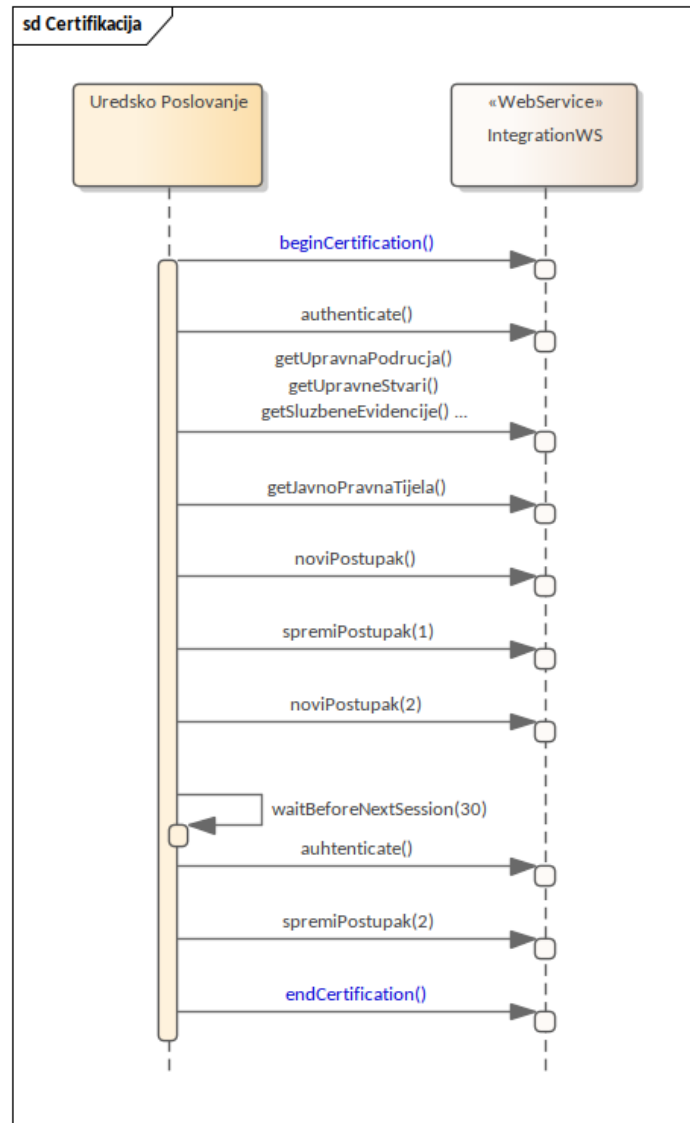 sd Certifikacija
Uredsko Poslovanje
«WebService»
IntegrationWS
beginCertification()
authenticate()
getUpravnaPodrucja()
getUpravneStvari()
getSluzbeneEvidencije() ...
getJavnoPravnaTijela()
noviPostupak()
spremiPostupak(1)
noviPostupak(2)
waitBeforeNextSession(30)
auhtenticate()
spremiPostupak(2)
endCertification()